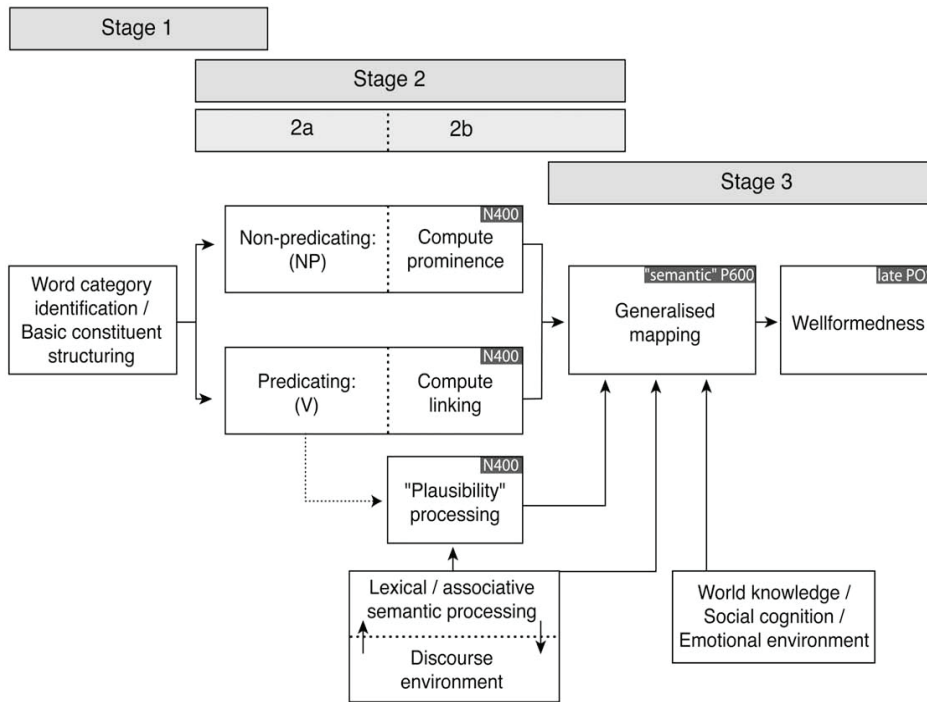 Stage 1
Stage 2
2a
2b
Stage 3
N400
Non-predicating:
(NP)
Compute
prominence
Word category
identification /
Basic constituent
structuring
"semantic" P600
Generalised
mapping
late PO
Wellformedness
N400
Predicating:
(V)
Compute
linking
N400
"Plausibility"
processing
Lexical / associative
semantic processing
Discourse
environment
World knowledge /
Social cognition /
Emotional environment